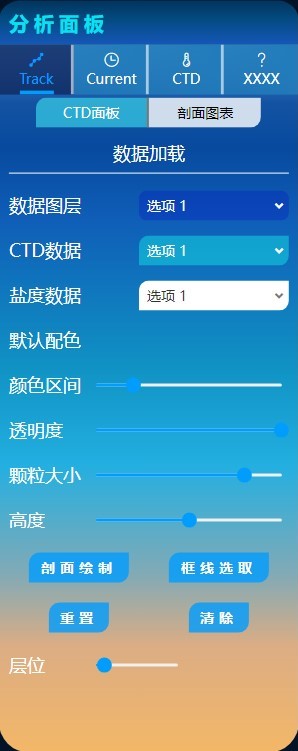 分析面板
Track Current CTD ? XXXX
CTD面板 剖面图表
数据加载
数据图层 选项 1
CTD数据 选项 1
盐度数据 选项 1
默认配色
颜色区间
透明度
颗粒大小
高度
剖面绘制 框线选取
重置 清除
层位